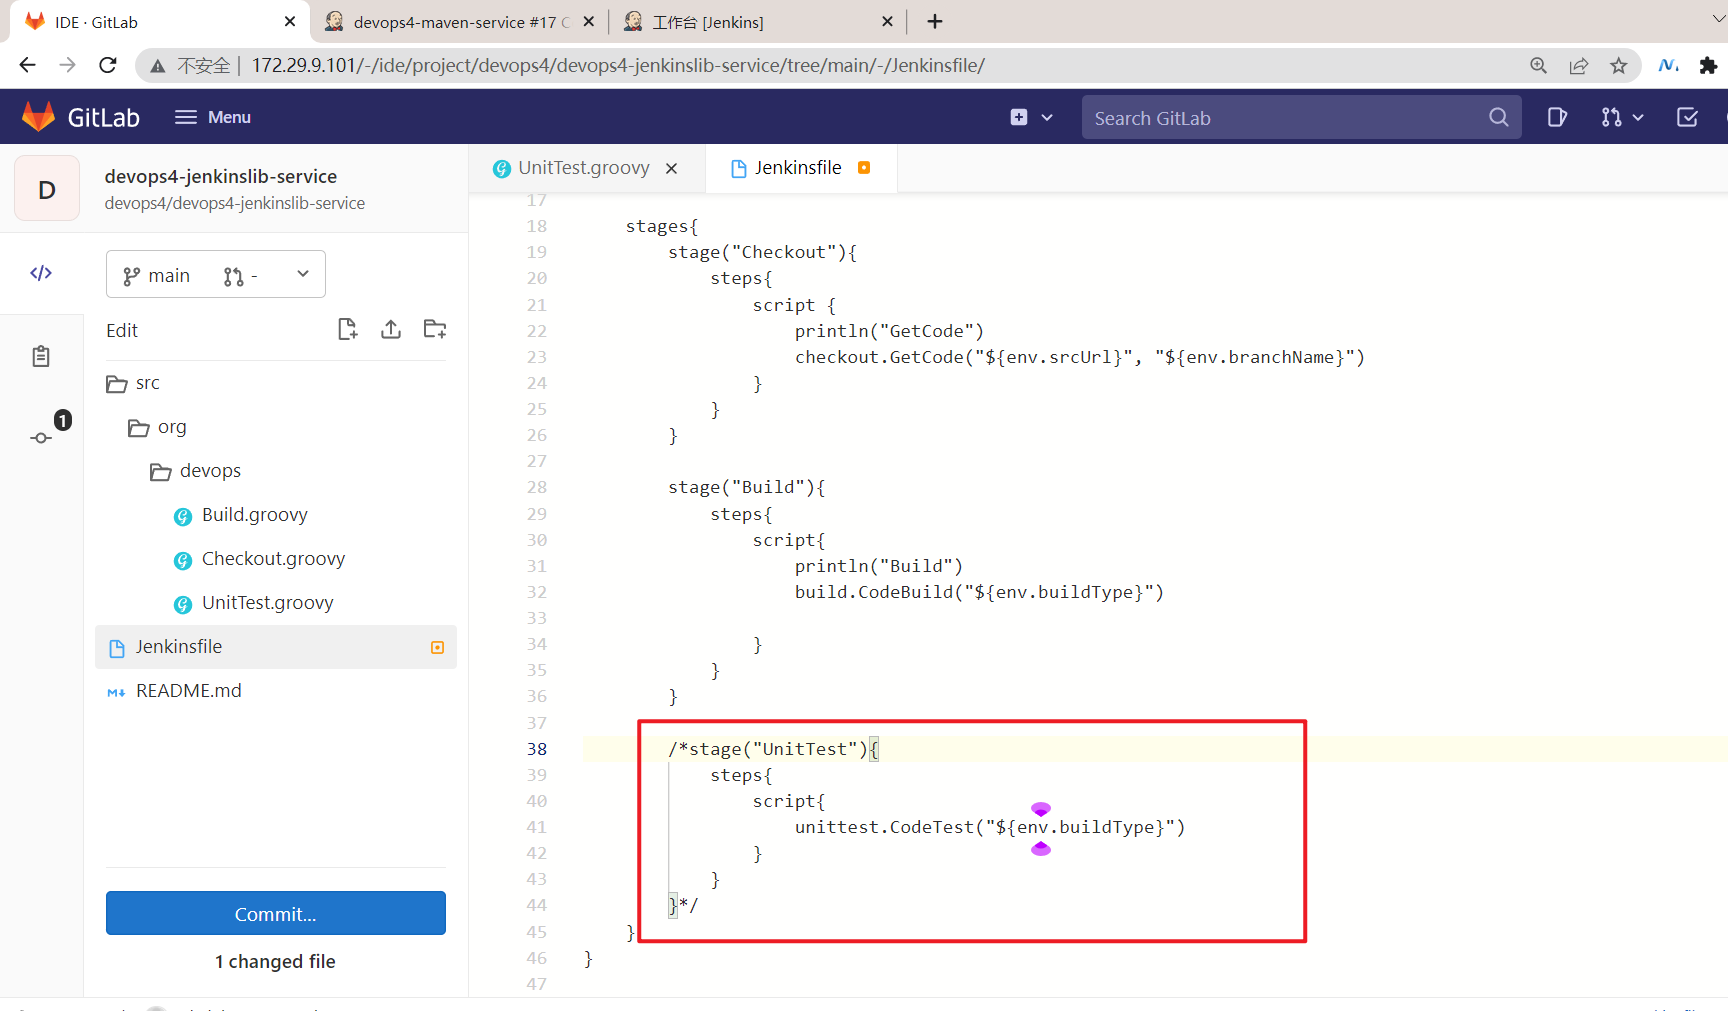 IDE · GitLab
devops4-maven-service #17 C
工作台 [Jenkins]
不安全 | 172.29.9.101/-/ide/project/devops4/devops4-jenkinslib-service/tree/main/-/Jenkinsfile/
GitLab
Menu
Search GitLab
D
devops4-jenkinslib-service
devops4/devops4-jenkinslib-service
main
-
Edit
1
src
org
devops
Build.groovy
Checkout.groovy
UnitTest.groovy
Jenkinsfile
README.md
Commit...
1 changed file
UnitTest.groovy
Jenkinsfile
17
18 stages{
19 stage("Checkout"){
20 steps{
21 script {
22 println("GetCode")
23 checkout.GetCode("${env.srcUrl}", "${env.branchName}")
24 }
25 }
26 }
27
28 stage("Build"){
29 steps{
30 script{
31 println("Build")
32 build.CodeBuild("${env.buildType}")
33
34 }
35 }
36 }
37
38 /*stage("UnitTest"){
39 steps{
40 script{
41 unittest.CodeTest("${env.buildType}")
42 }
43 }
44 }*/
45 }
46 }
47